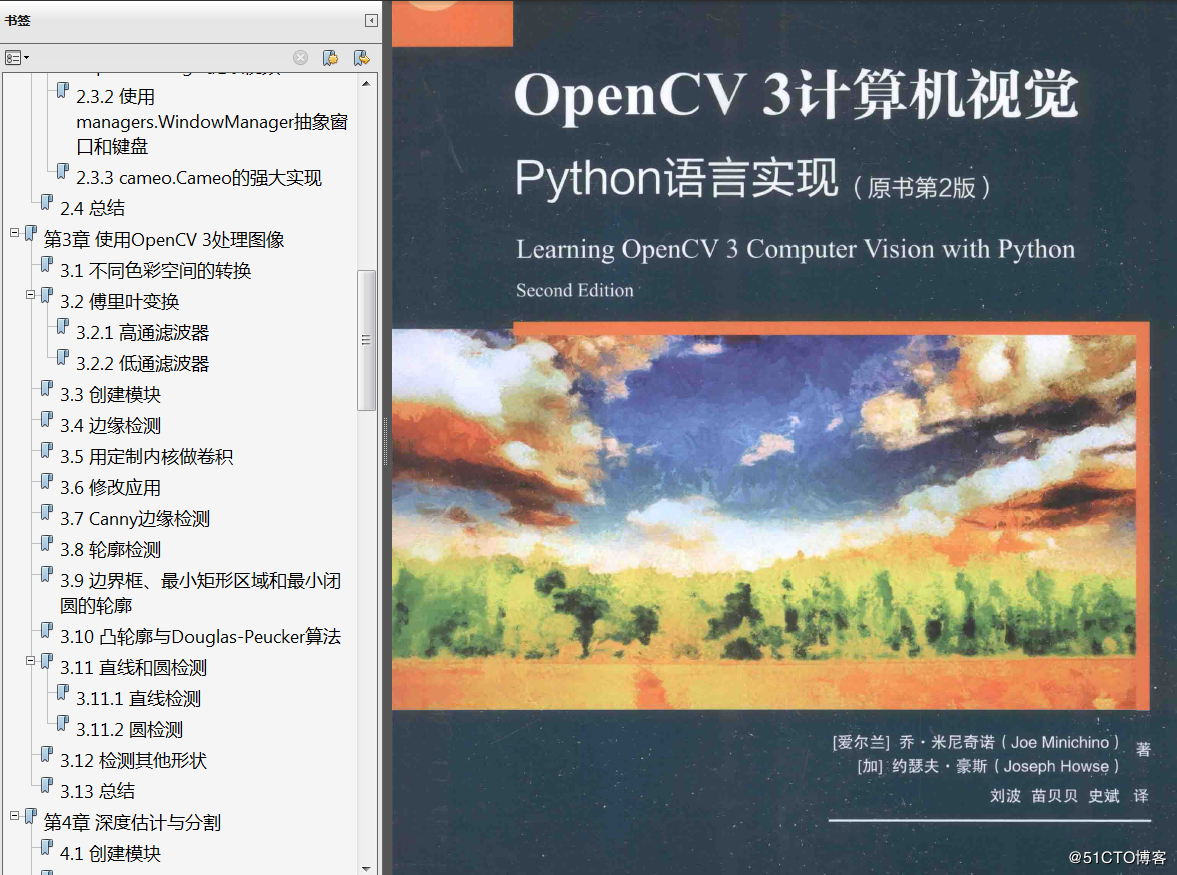 书签
2.3.2 使用
managers.WindowManager抽象窗
口和键盘
2.3.3 cameo.Cameo的强大实现
2.4 总结
第3章 使用OpenCV 3处理图像
3.1 不同色彩空间的转换
3.2 傅里叶变换
3.2.1 高通滤波器
3.2.2 低通滤波器
3.3 创建模块
3.4 边缘检测
3.5 用定制内核做卷积
3.6 修改应用
3.7 Canny边缘检测
3.8 轮廓检测
3.9 边界框、最小矩形区域和最小闭
圆的轮廓
3.10 凸轮廓与Douglas-Peucker算法
3.11 直线和圆检测
3.11.1 直线检测
3.11.2 圆检测
3.12 检测其他形状
3.13 总结
第4章 深度估计与分割
4.1 创建模块
OpenCV 3计算机视觉
Python语言实现（原书第2版）
Learning OpenCV 3 Computer Vision with Python
Second Edition
[爱尔兰] 乔·米尼奇诺（Joe Minichino）
[加] 约瑟夫·豪斯（Joseph Howse）
著
刘波 苗贝贝 史斌 译
@51CTO博客